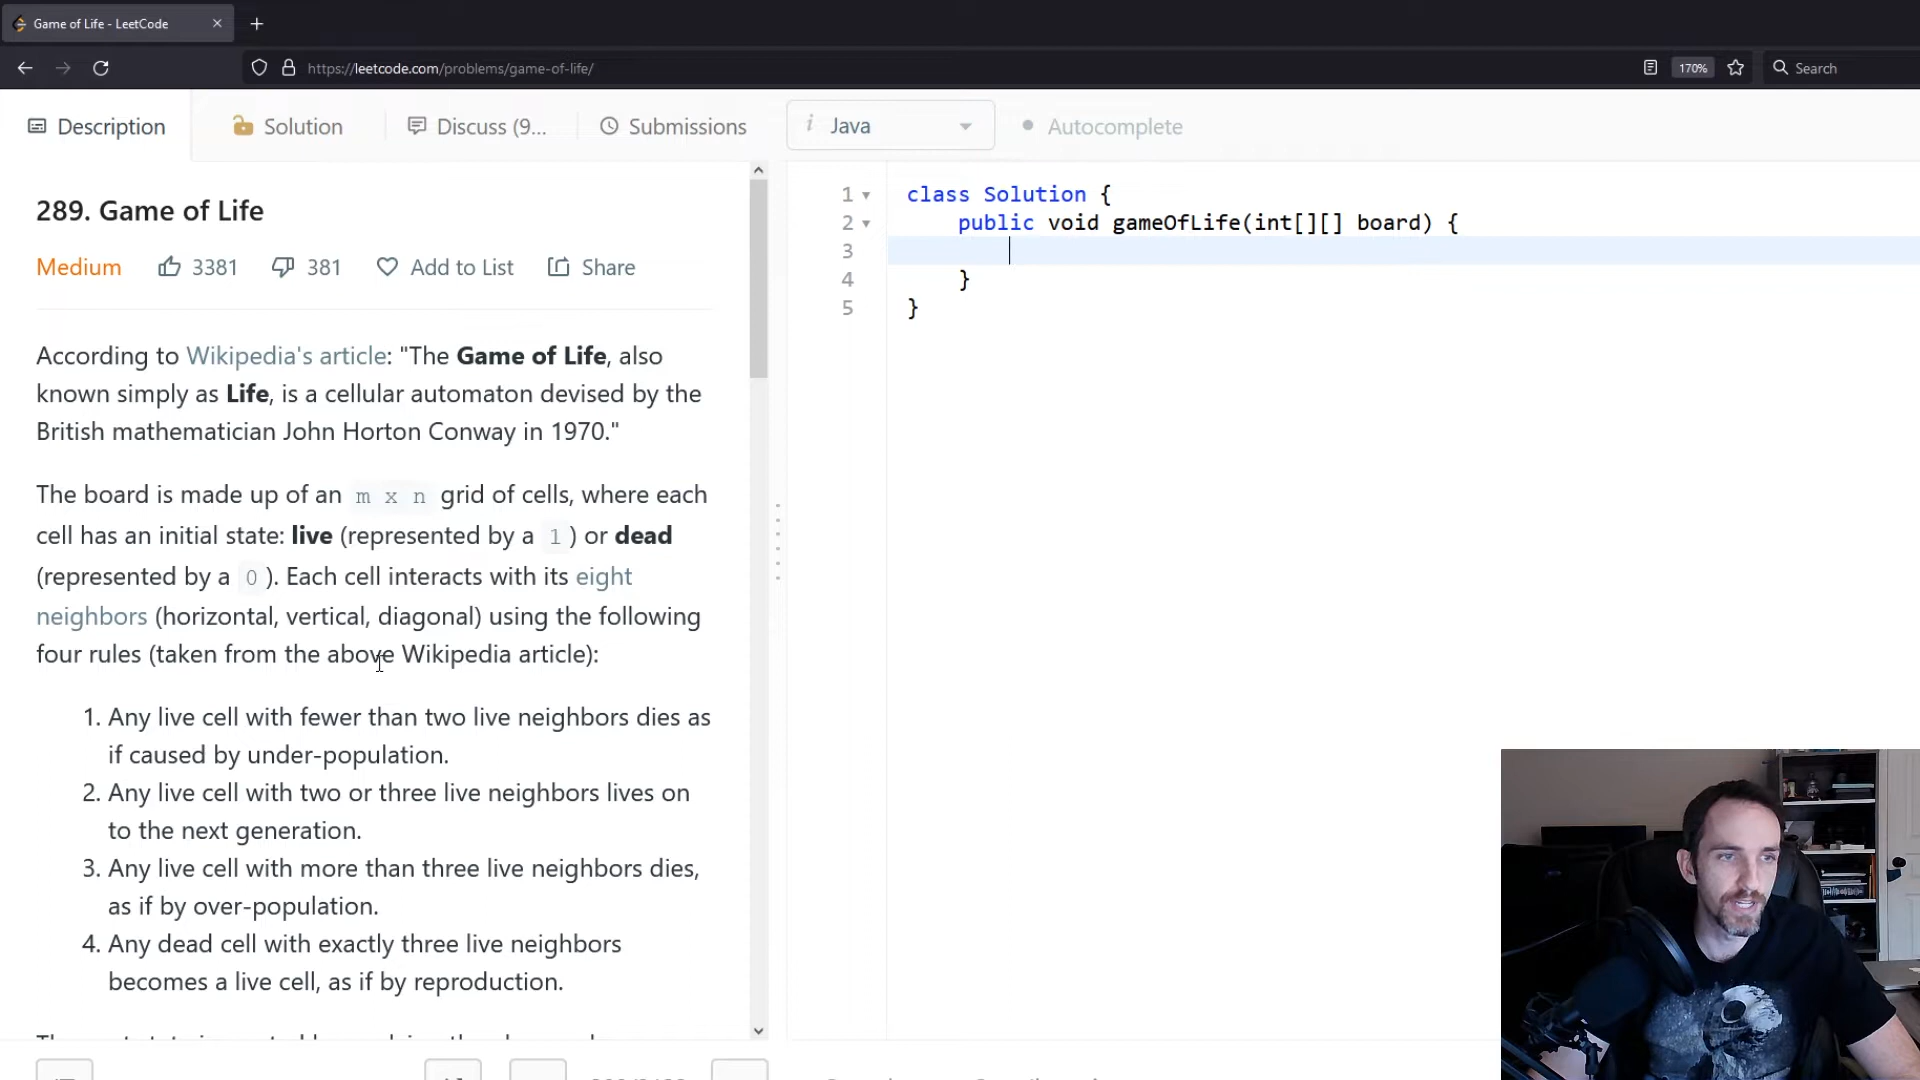 Game of Life - LeetCode
https://leetcode.com/problems/game-of-life/
170%
Search
Description
Solution
Discuss (9...
Submissions
i Java
Autocomplete
289. Game of Life
Medium
3381
381
Add to List
Share
According to Wikipedia's article: "The Game of Life, also
known simply as Life, is a cellular automaton devised by the
British mathematician John Horton Conway in 1970."
The board is made up of an m x n grid of cells, where each
cell has an initial state: live (represented by a 1 ) or dead
(represented by a 0 ). Each cell interacts with its eight
neighbors (horizontal, vertical, diagonal) using the following
four rules (taken from the above Wikipedia article):
1. Any live cell with fewer than two live neighbors dies as
if caused by under-population.
2. Any live cell with two or three live neighbors lives on
to the next generation.
3. Any live cell with more than three live neighbors dies,
as if by over-population.
4. Any dead cell with exactly three live neighbors
becomes a live cell, as if by reproduction.
1 class Solution {
2 public void gameOfLife(int[][] board) {
3
4 }
5 }